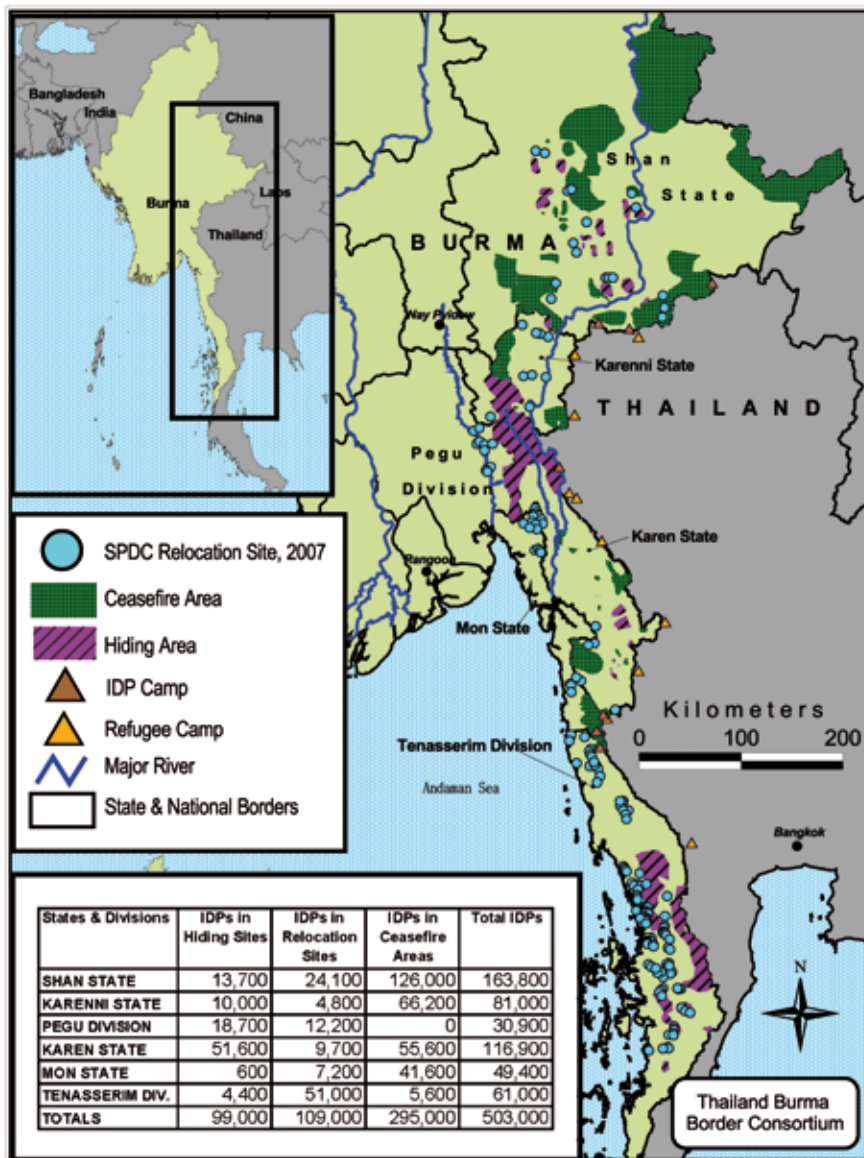 Bangladesh
India
China
Burma
Laos
Thailand
Shan
State
BURMA
Nay Pyidaw
Karenni State
THAILAND
Pegu
Division
Karen State
Rangoon
Mon State
Kilometers
0 100 200
Tenasserim Division
Andaman Sea
Bangkok
N
SPDC Relocation Site, 2007
Ceasefire Area
Hiding Area
IDP Camp
Refugee Camp
Major River
State & National Borders
States & Divisions IDPs in Hiding Sites IDPs in Relocation Sites IDPs in Ceasefire Areas Total IDPs
SHAN STATE 13,700 24,100 126,000 163,800
KARENNI STATE 10,000 4,800 66,200 81,000
PEGU DIVISION 18,700 12,200 0 30,900
KAREN STATE 51,600 9,700 55,600 116,900
MON STATE 600 7,200 41,600 49,400
TENASSERIM DIV. 4,400 51,000 5,600 61,000
TOTALS 99,000 109,000 295,000 503,000
Thailand Burma
Border Consortium